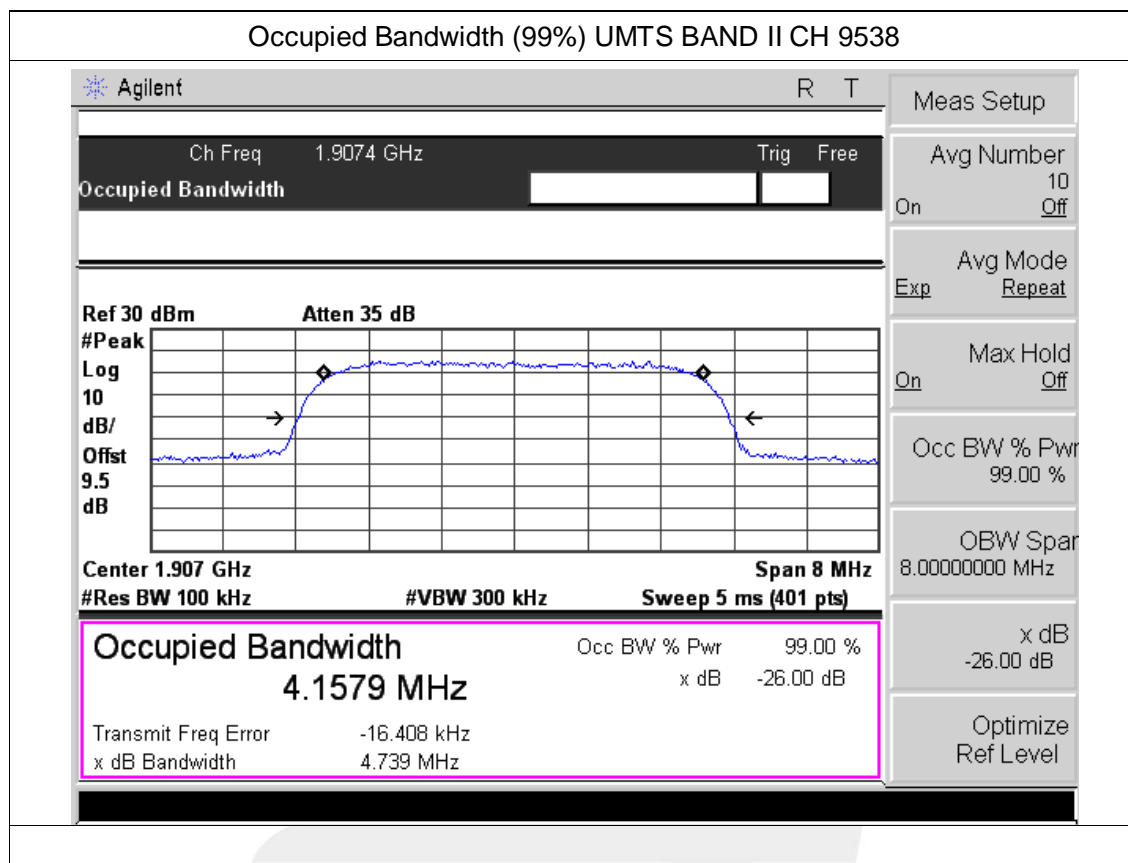 Occupied Bandwidth (99%) UMTS BAND II CH 9538
Agilent R T
Ch Freq 1.9074 GHz Trig Free
Occupied Bandwidth
Ref 30 dBm Atten 35 dB
#Peak
Log
10
dB/
Offst
9.5
dB
Center 1.907 GHz Span 8 MHz
#Res BW 100 kHz #VBW 300 kHz Sweep 5 ms (401 pts)
Occupied Bandwidth
4.1579 MHz
Occ BW % Pwr 99.00 %
x dB -26.00 dB
Transmit Freq Error -16.408 kHz
x dB Bandwidth 4.739 MHz
Meas Setup
Avg Number
10
On Off
Avg Mode
Exp Repeat
Max Hold
On Off
Occ BW % Pwr
99.00 %
OBW Span
8.00000000 MHz
x dB
-26.00 dB
Optimize
Ref Level